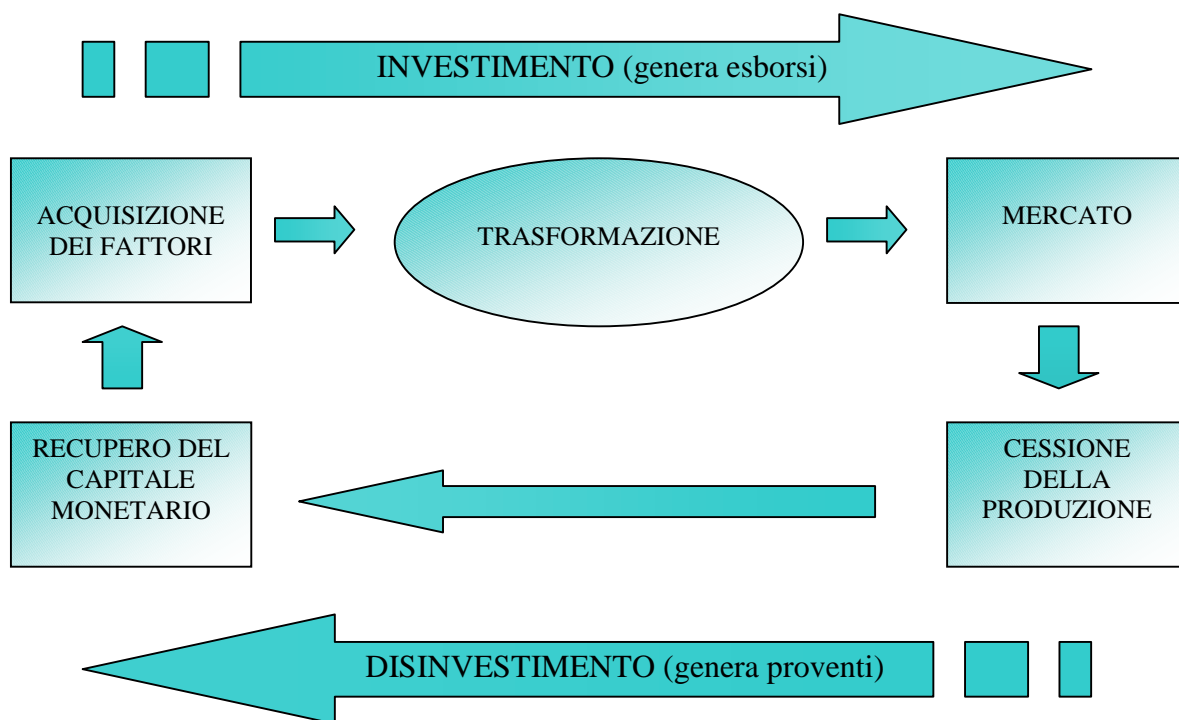 INVESTIMENTO (genera esborsi)
ACQUISIZIONE
DEI FATTORI
TRASFORMAZIONE
MERCATO
RECUPERO DEL
CAPITALE
MONETARIO
CESSIONE
DELLA
PRODUZIONE
DISINVESTIMENTO (genera proventi)